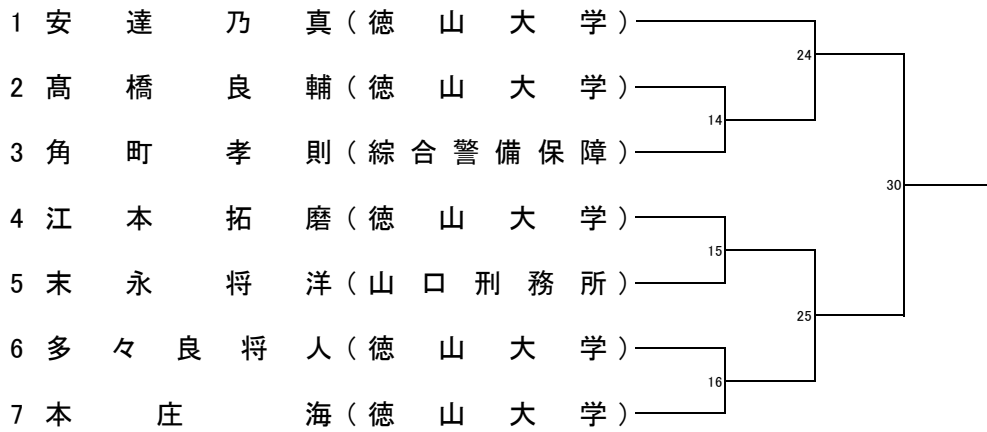 1 安達乃真(徳山大学)
24
2 髙橋良輔(徳山大学)
14
3 角町孝則(綜合警備保障)
30
4 江本拓磨(徳山大学)
15
5 末永将洋(山口刑務所)
25
6 多々良将人(徳山大学)
16
7 本庄海(徳山大学)